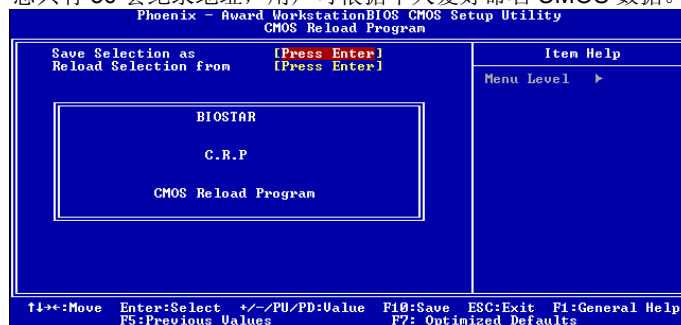 Phoenix - Award WorkstationBIOS CMOS Setup Utility
CMOS Reload Program
Save Selection as [Press Enter]
Reload Selection from [Press Enter]
Item Help
Menu Level ▶
BIOSTAR
C.R.P
CMOS Reload Program
↑↓→←:Move Enter:Select +/-/PU/PD:Value F10:Save ESC:Exit F1:General Help
F5:Previous Values F7: Optimized Defaults